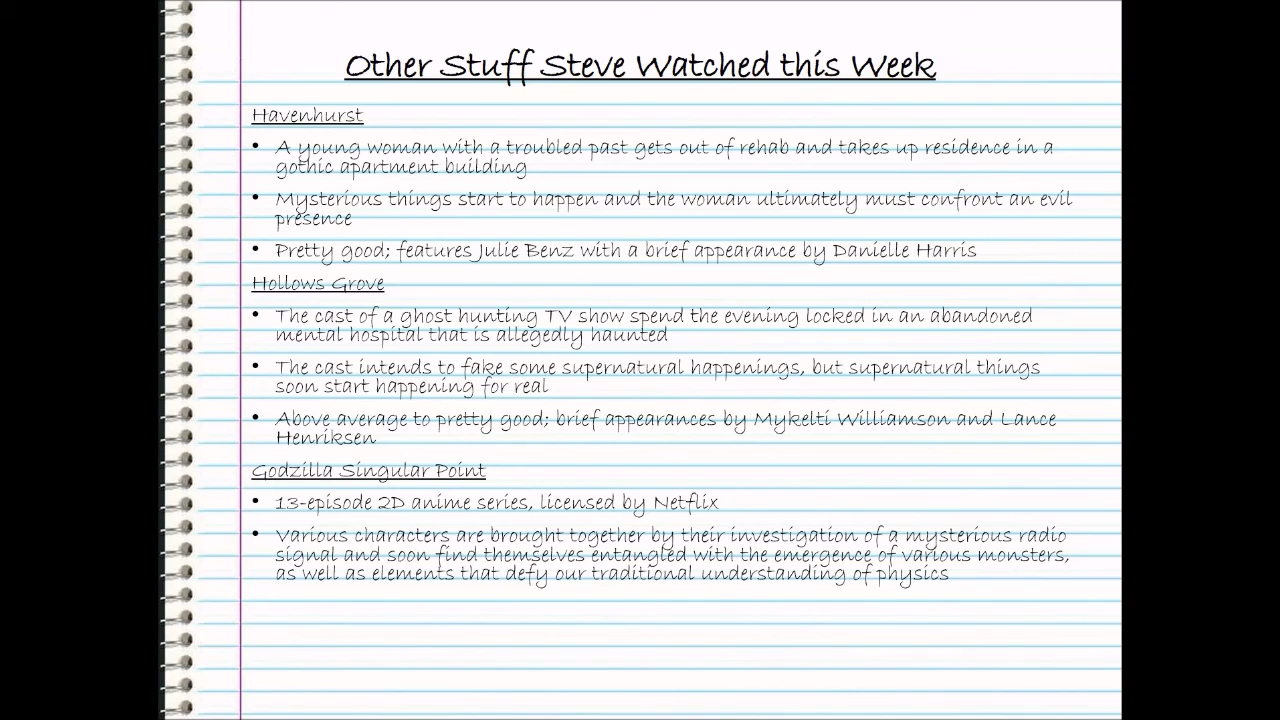 Other Stuff Steve Watched this Week
Havenhurst
• A young woman with a troubled past gets out of rehab and takes up residence in a
gothic apartment building
• Mysterious things start to happen and the woman ultimately must confront an evil
presence
• Pretty good; features Julie Benz with a brief appearance by Danielle Harris
Hollows Grove
• The cast of a ghost hunting TV show spend the evening locked in an abandoned
mental hospital that is allegedly haunted
• The cast intends to fake some supernatural happenings, but supernatural things
soon start happening for real
• Above average to pretty good; brief appearances by Mykelti Williamson and Lance
Henriksen
Godzilla Singular Point
• 13-episode 2D anime series, licensed by Netflix
• Various characters are brought together by their investigation of a mysterious radio
signal and soon find themselves entangled with the emergence of various monsters,
as well as elements that defy our traditional understanding of physics